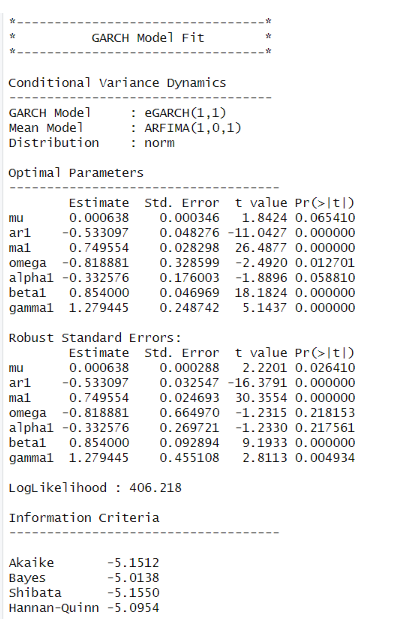 *---------------------------------*
*          GARCH Model Fit        *
*---------------------------------*
Conditional Variance Dynamics
-----------------------------------
GARCH Model : eGARCH(1,1)
Mean Model : ARFIMA(1,0,1)
Distribution : norm
Optimal Parameters
------------------------------------
Estimate Std. Error t value Pr(>|t|)
mu 0.000638 0.000346 1.8424 0.065410
ar1 -0.533097 0.048276 -11.0427 0.000000
ma1 0.749554 0.028298 26.4877 0.000000
omega -0.818881 0.328599 -2.4920 0.012701
alpha1 -0.332576 0.176003 -1.8896 0.058810
beta1 0.854000 0.046969 18.1824 0.000000
gamma1 1.279445 0.248742 5.1437 0.000000
Robust Standard Errors:
Estimate Std. Error t value Pr(>|t|)
mu 0.000638 0.000288 2.2201 0.026410
ar1 -0.533097 0.032547 -16.3791 0.000000
ma1 0.749554 0.024693 30.3554 0.000000
omega -0.818881 0.664970 -1.2315 0.218153
alpha1 -0.332576 0.269721 -1.2330 0.217561
beta1 0.854000 0.092894 9.1933 0.000000
gamma1 1.279445 0.455108 2.8113 0.004934
LogLikelihood : 406.218
Information Criteria
------------------------------------
Akaike -5.1512
Bayes -5.0138
Shibata -5.1550
Hannan-Quinn -5.0954